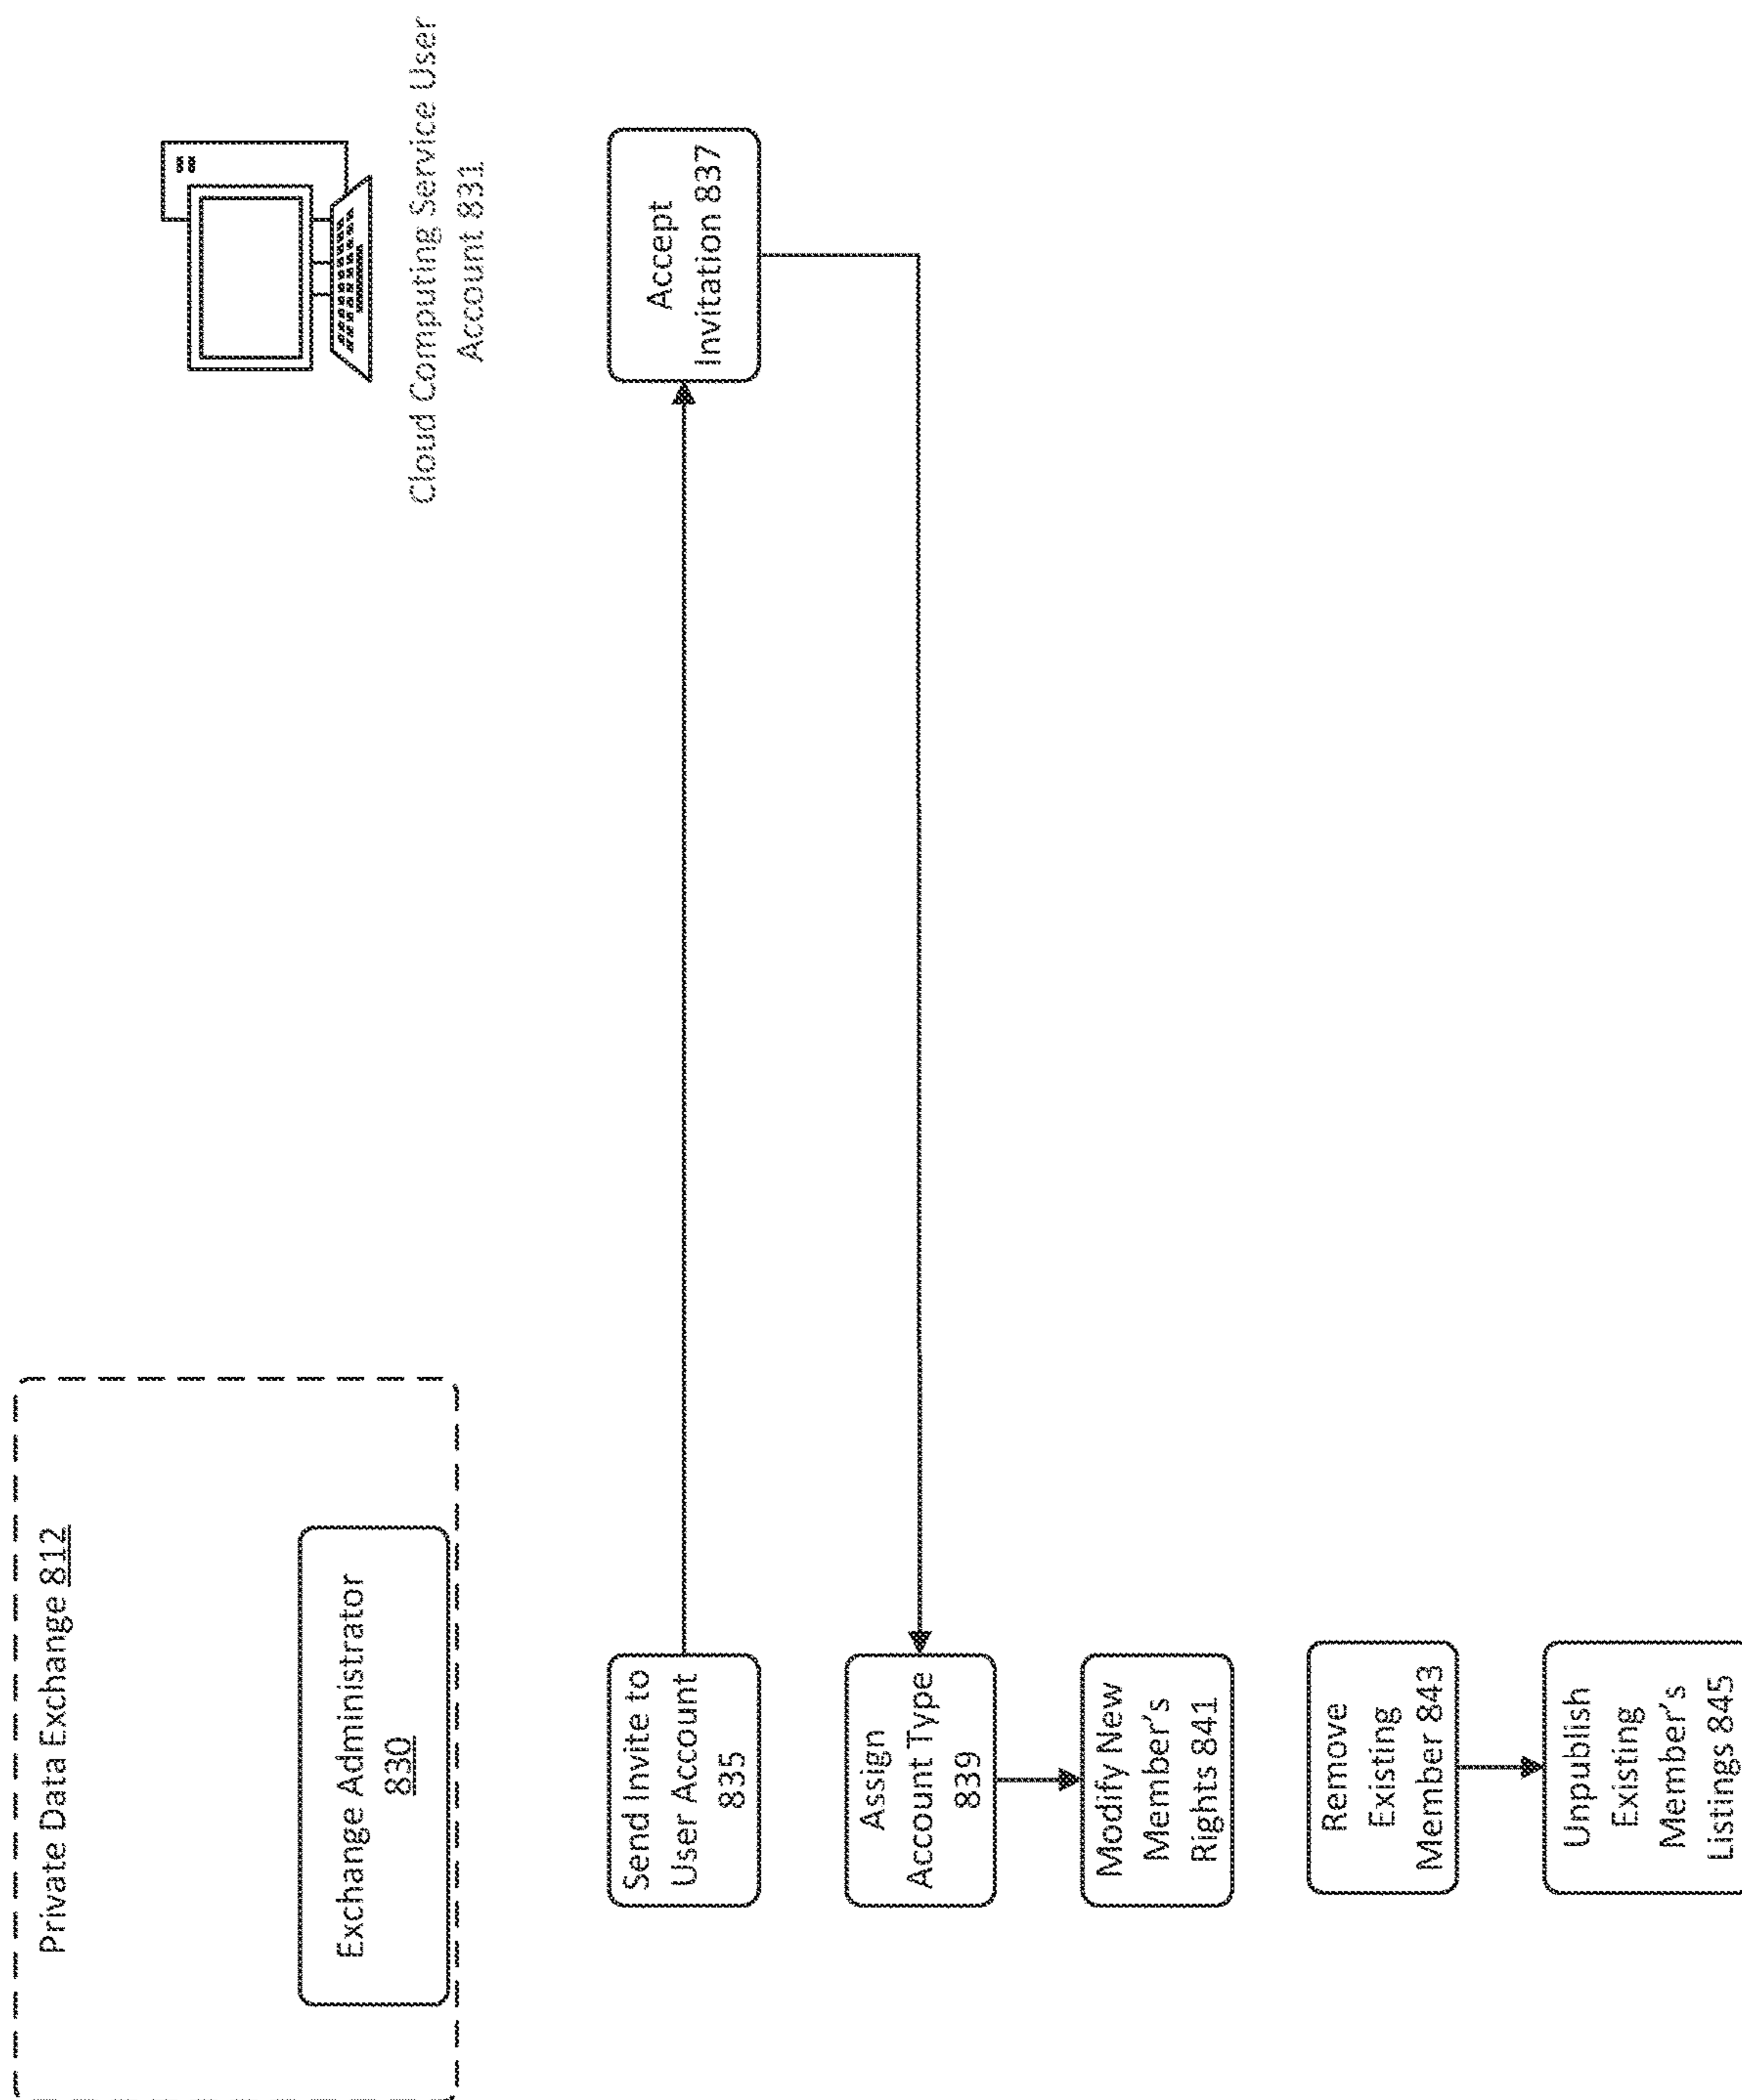 Private Data Exchange 812
Exchange Administrator
830
Cloud Computing Service User
Account 831
Send Invite to
User Account
835
Accept
Invitation 837
Assign
Account Type
839
Modify New
Member's
Rights 841
Remove
Existing
Member 843
Unpublish
Existing
Member's
Listings 845